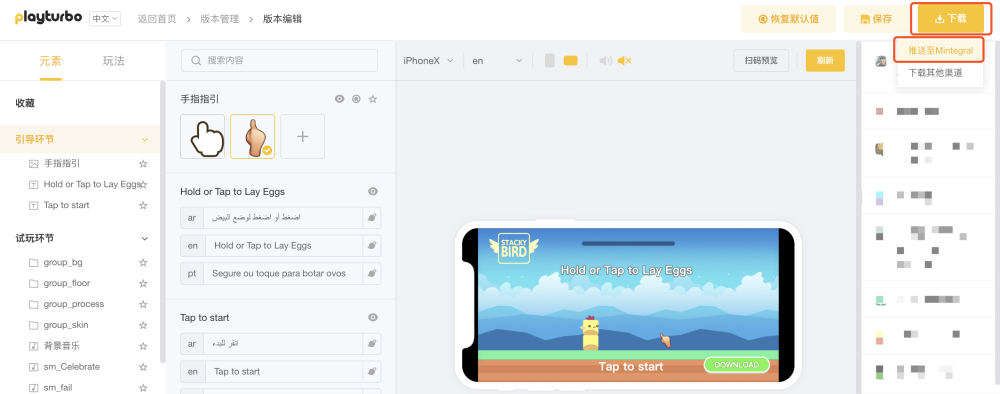 playturbo 中文 返回首页 > 版本管理 > 版本编辑 恢复默认值 保存 下载
推送至Mintegral
下载其他渠道
元素 玩法
收藏
引导环节
手指指引
Hold or Tap to Lay Eggs
Tap to start
试玩环节
group_bg
group_floor
group_process
group_skin
背景音乐
sm_Celebrate
sm_fail
搜索内容
手指指引
Hold or Tap to Lay Eggs
ar اضغط أو اضغط لوضع البيض
en Hold or Tap to Lay Eggs
pt Segure ou toque para botar ovos
Tap to start
ar انقر للبدء
en Tap to start
iPhoneX en 扫码预览 刷新
STACKY
BIRD
Hold or Tap to Lay Eggs
Tap to start
DOWNLOAD